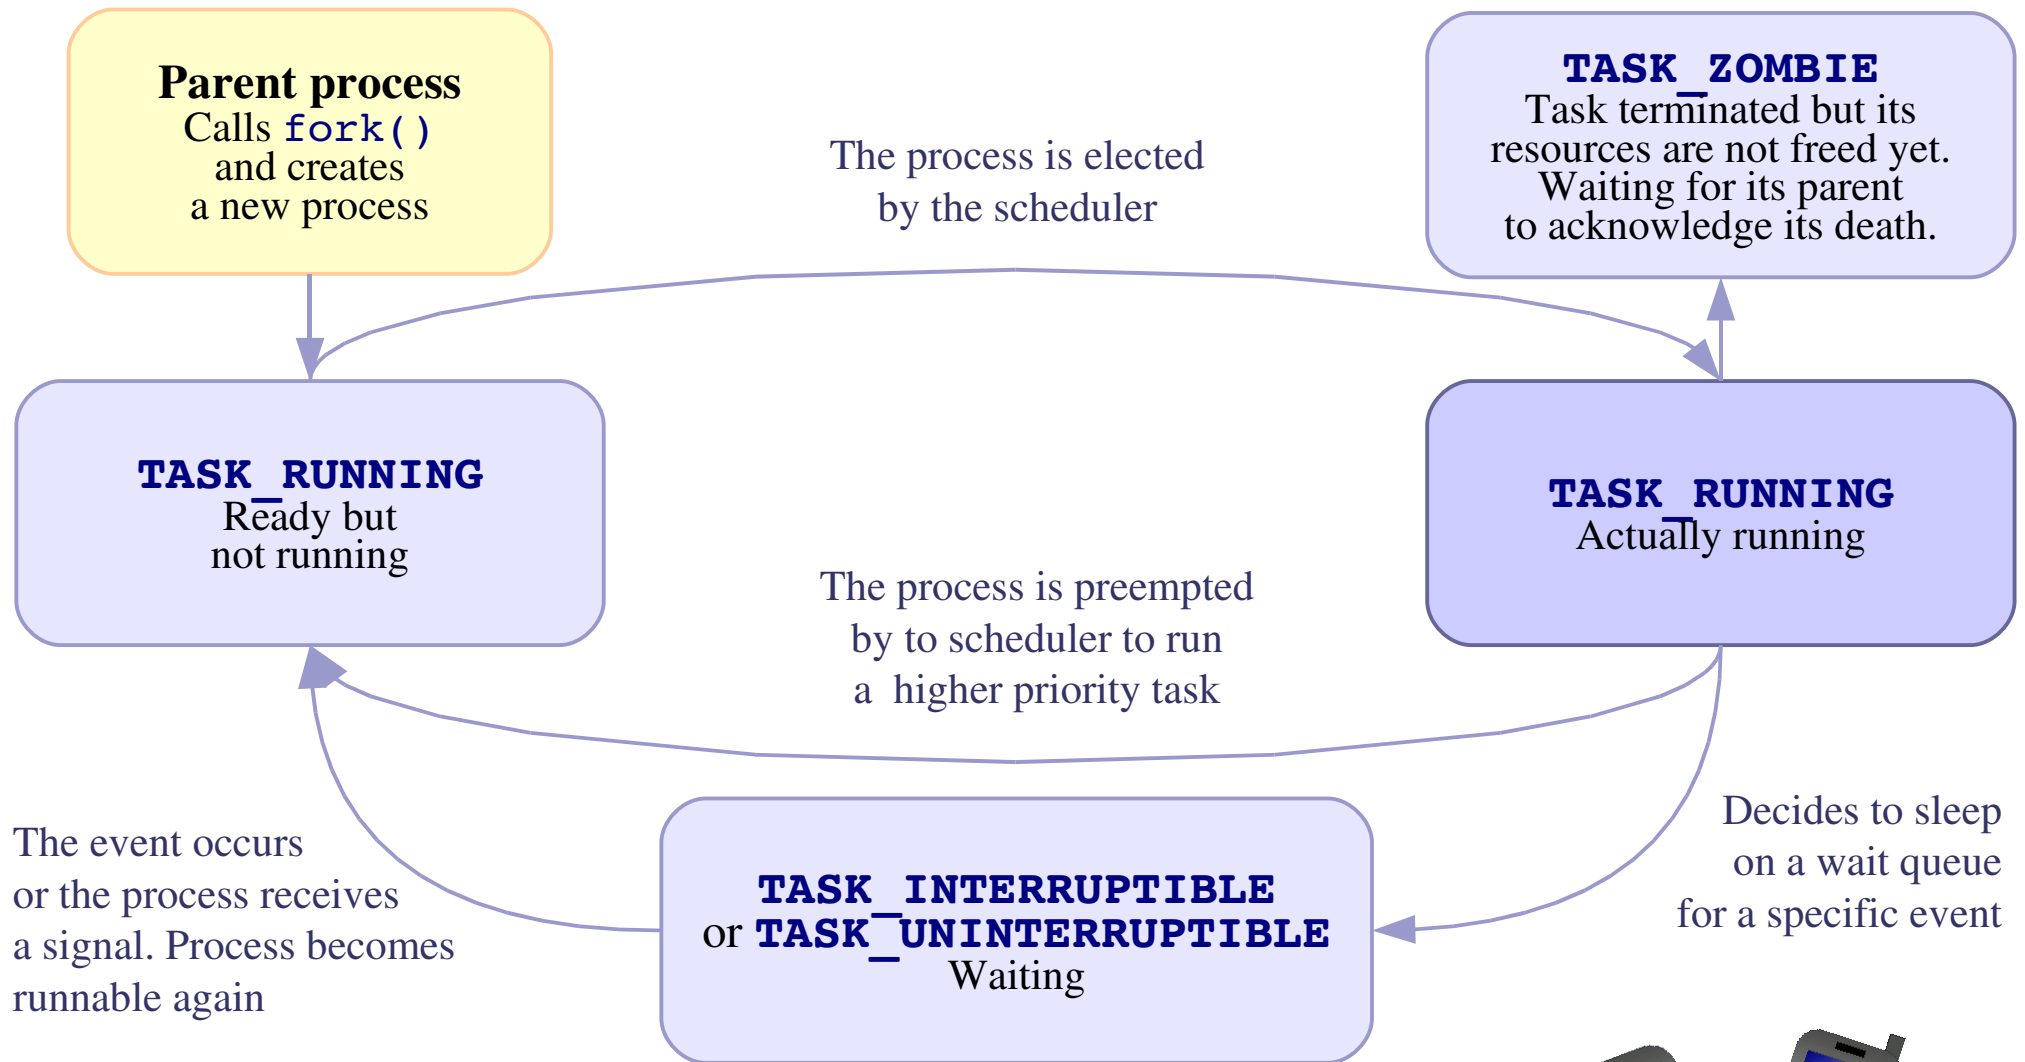 Parent process
Calls fork()
and creates
a new process
The process is elected
by the scheduler
TASK_ZOMBIE
Task terminated but its
resources are not freed yet.
Waiting for its parent
to acknowledge its death.
TASK_RUNNING
Ready but
not running
TASK_RUNNING
Actually running
The process is preempted
by to scheduler to run
a  higher priority task
The event occurs
or the process receives
a signal. Process becomes
runnable again
TASK_INTERRUPTIBLE
or TASK_UNINTERRUPTIBLE
Waiting
Decides to sleep
on a wait queue
for a specific event